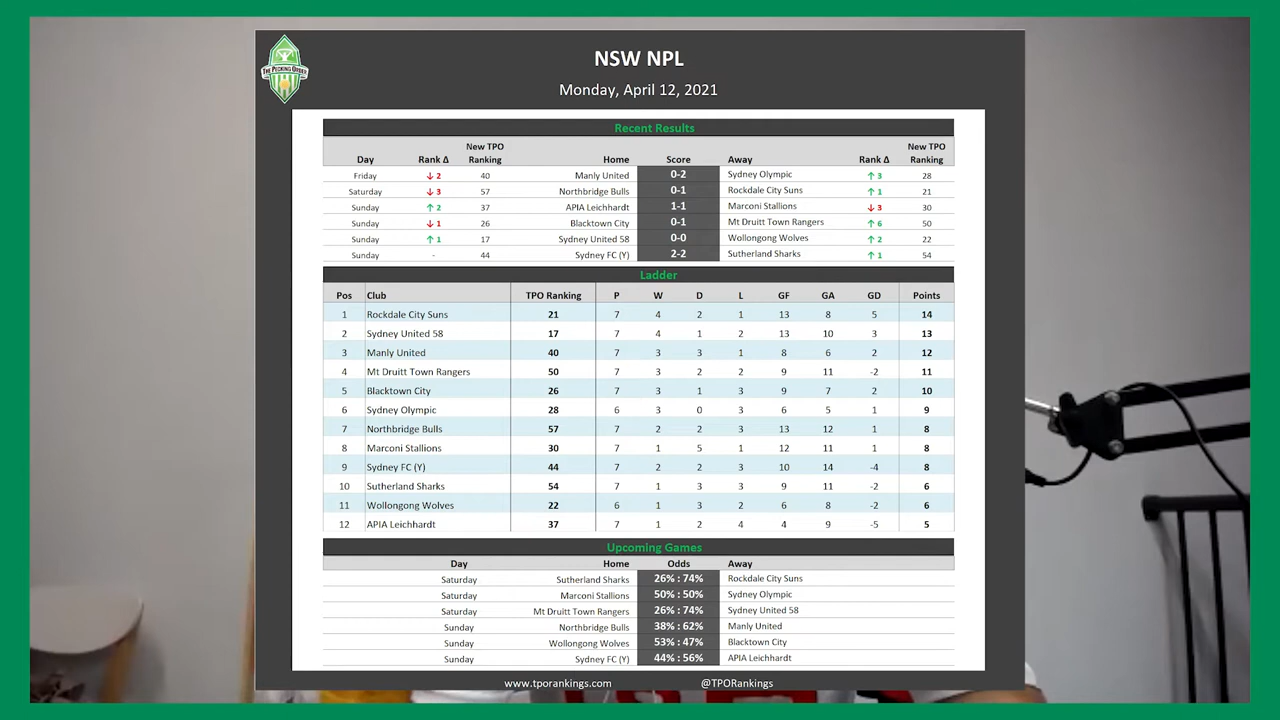 NSW NPL
THE PECKING ORDER
Monday, April 12, 2021
Recent Results
Day Rank Δ New TPO Ranking Home Score Away Rank Δ New TPO Ranking
Friday ↓ 2 40 Manly United 0-2 Sydney Olympic ↑ 3 28
Saturday ↓ 3 57 Northbridge Bulls 0-1 Rockdale City Suns ↑ 1 21
Sunday ↑ 2 37 APIA Leichhardt 1-1 Marconi Stallions ↓ 3 30
Sunday ↓ 1 26 Blacktown City 0-1 Mt Druitt Town Rangers ↑ 6 50
Sunday ↑ 1 17 Sydney United 58 0-0 Wollongong Wolves ↑ 2 22
Sunday - 44 Sydney FC (Y) 2-2 Sutherland Sharks ↑ 1 54
Ladder
Pos Club TPO Ranking P W D L GF GA GD Points
1 Rockdale City Suns 21 7 4 2 1 13 8 5 14
2 Sydney United 58 17 7 4 1 2 13 10 3 13
3 Manly United 40 7 3 3 1 8 6 2 12
4 Mt Druitt Town Rangers 50 7 3 2 2 9 11 -2 11
5 Blacktown City 26 7 3 1 3 9 7 2 10
6 Sydney Olympic 28 6 3 0 3 6 5 1 9
7 Northbridge Bulls 57 7 2 2 3 13 12 1 8
8 Marconi Stallions 30 7 1 5 1 12 11 1 8
9 Sydney FC (Y) 44 7 2 2 3 10 14 -4 8
10 Sutherland Sharks 54 7 1 3 3 9 11 -2 6
11 Wollongong Wolves 22 6 1 3 2 6 8 -2 6
12 APIA Leichhardt 37 7 1 2 4 4 9 -5 5
Upcoming Games
Day Home Odds Away
Saturday Sutherland Sharks 26% : 74% Rockdale City Suns
Saturday Marconi Stallions 50% : 50% Sydney Olympic
Saturday Mt Druitt Town Rangers 26% : 74% Sydney United 58
Sunday Northbridge Bulls 38% : 62% Manly United
Sunday Wollongong Wolves 53% : 47% Blacktown City
Sunday Sydney FC (Y) 44% : 56% APIA Leichhardt
www.tporankings.com @TPORankings